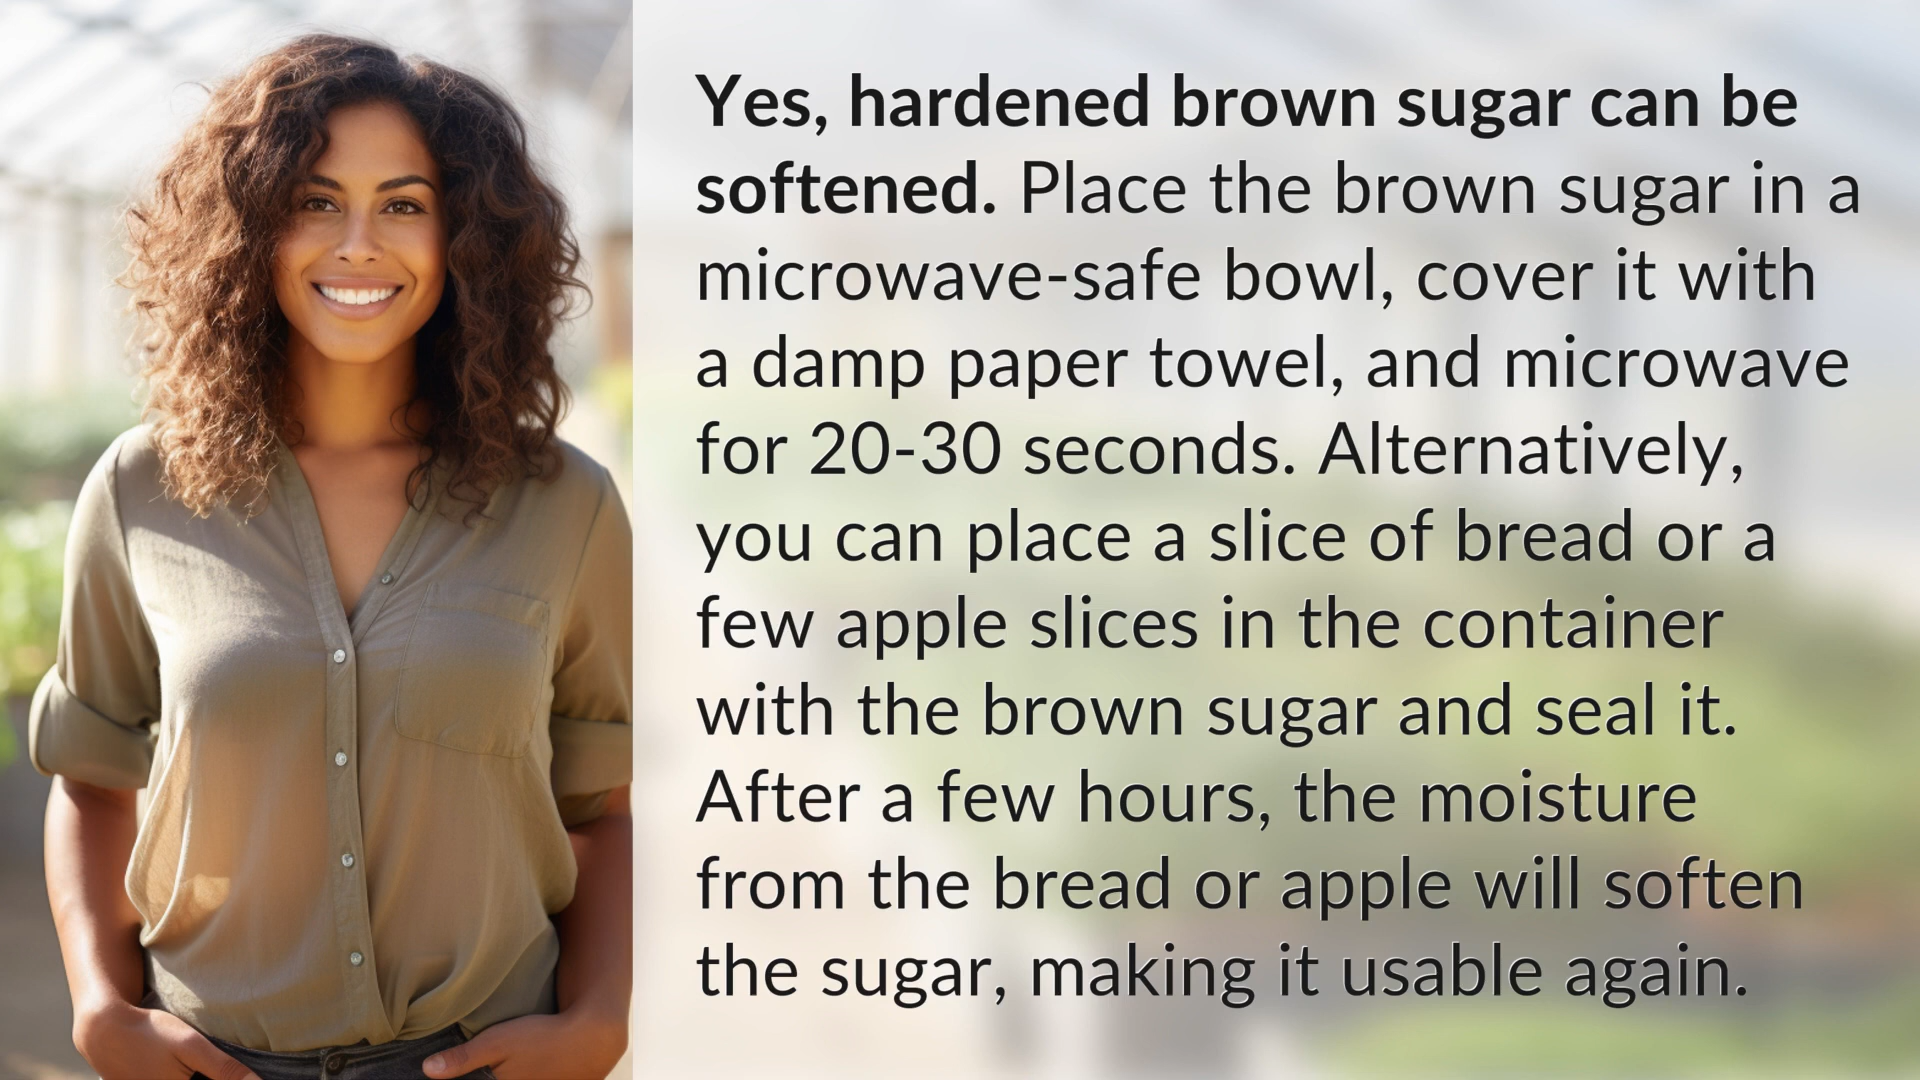 Yes, hardened brown sugar can be
softened. Place the brown sugar in a
microwave-safe bowl, cover it with
a damp paper towel, and microwave
for 20-30 seconds. Alternatively,
you can place a slice of bread or a
few apple slices in the container
with the brown sugar and seal it.
After a few hours, the moisture
from the bread or apple will soften
the sugar, making it usable again.